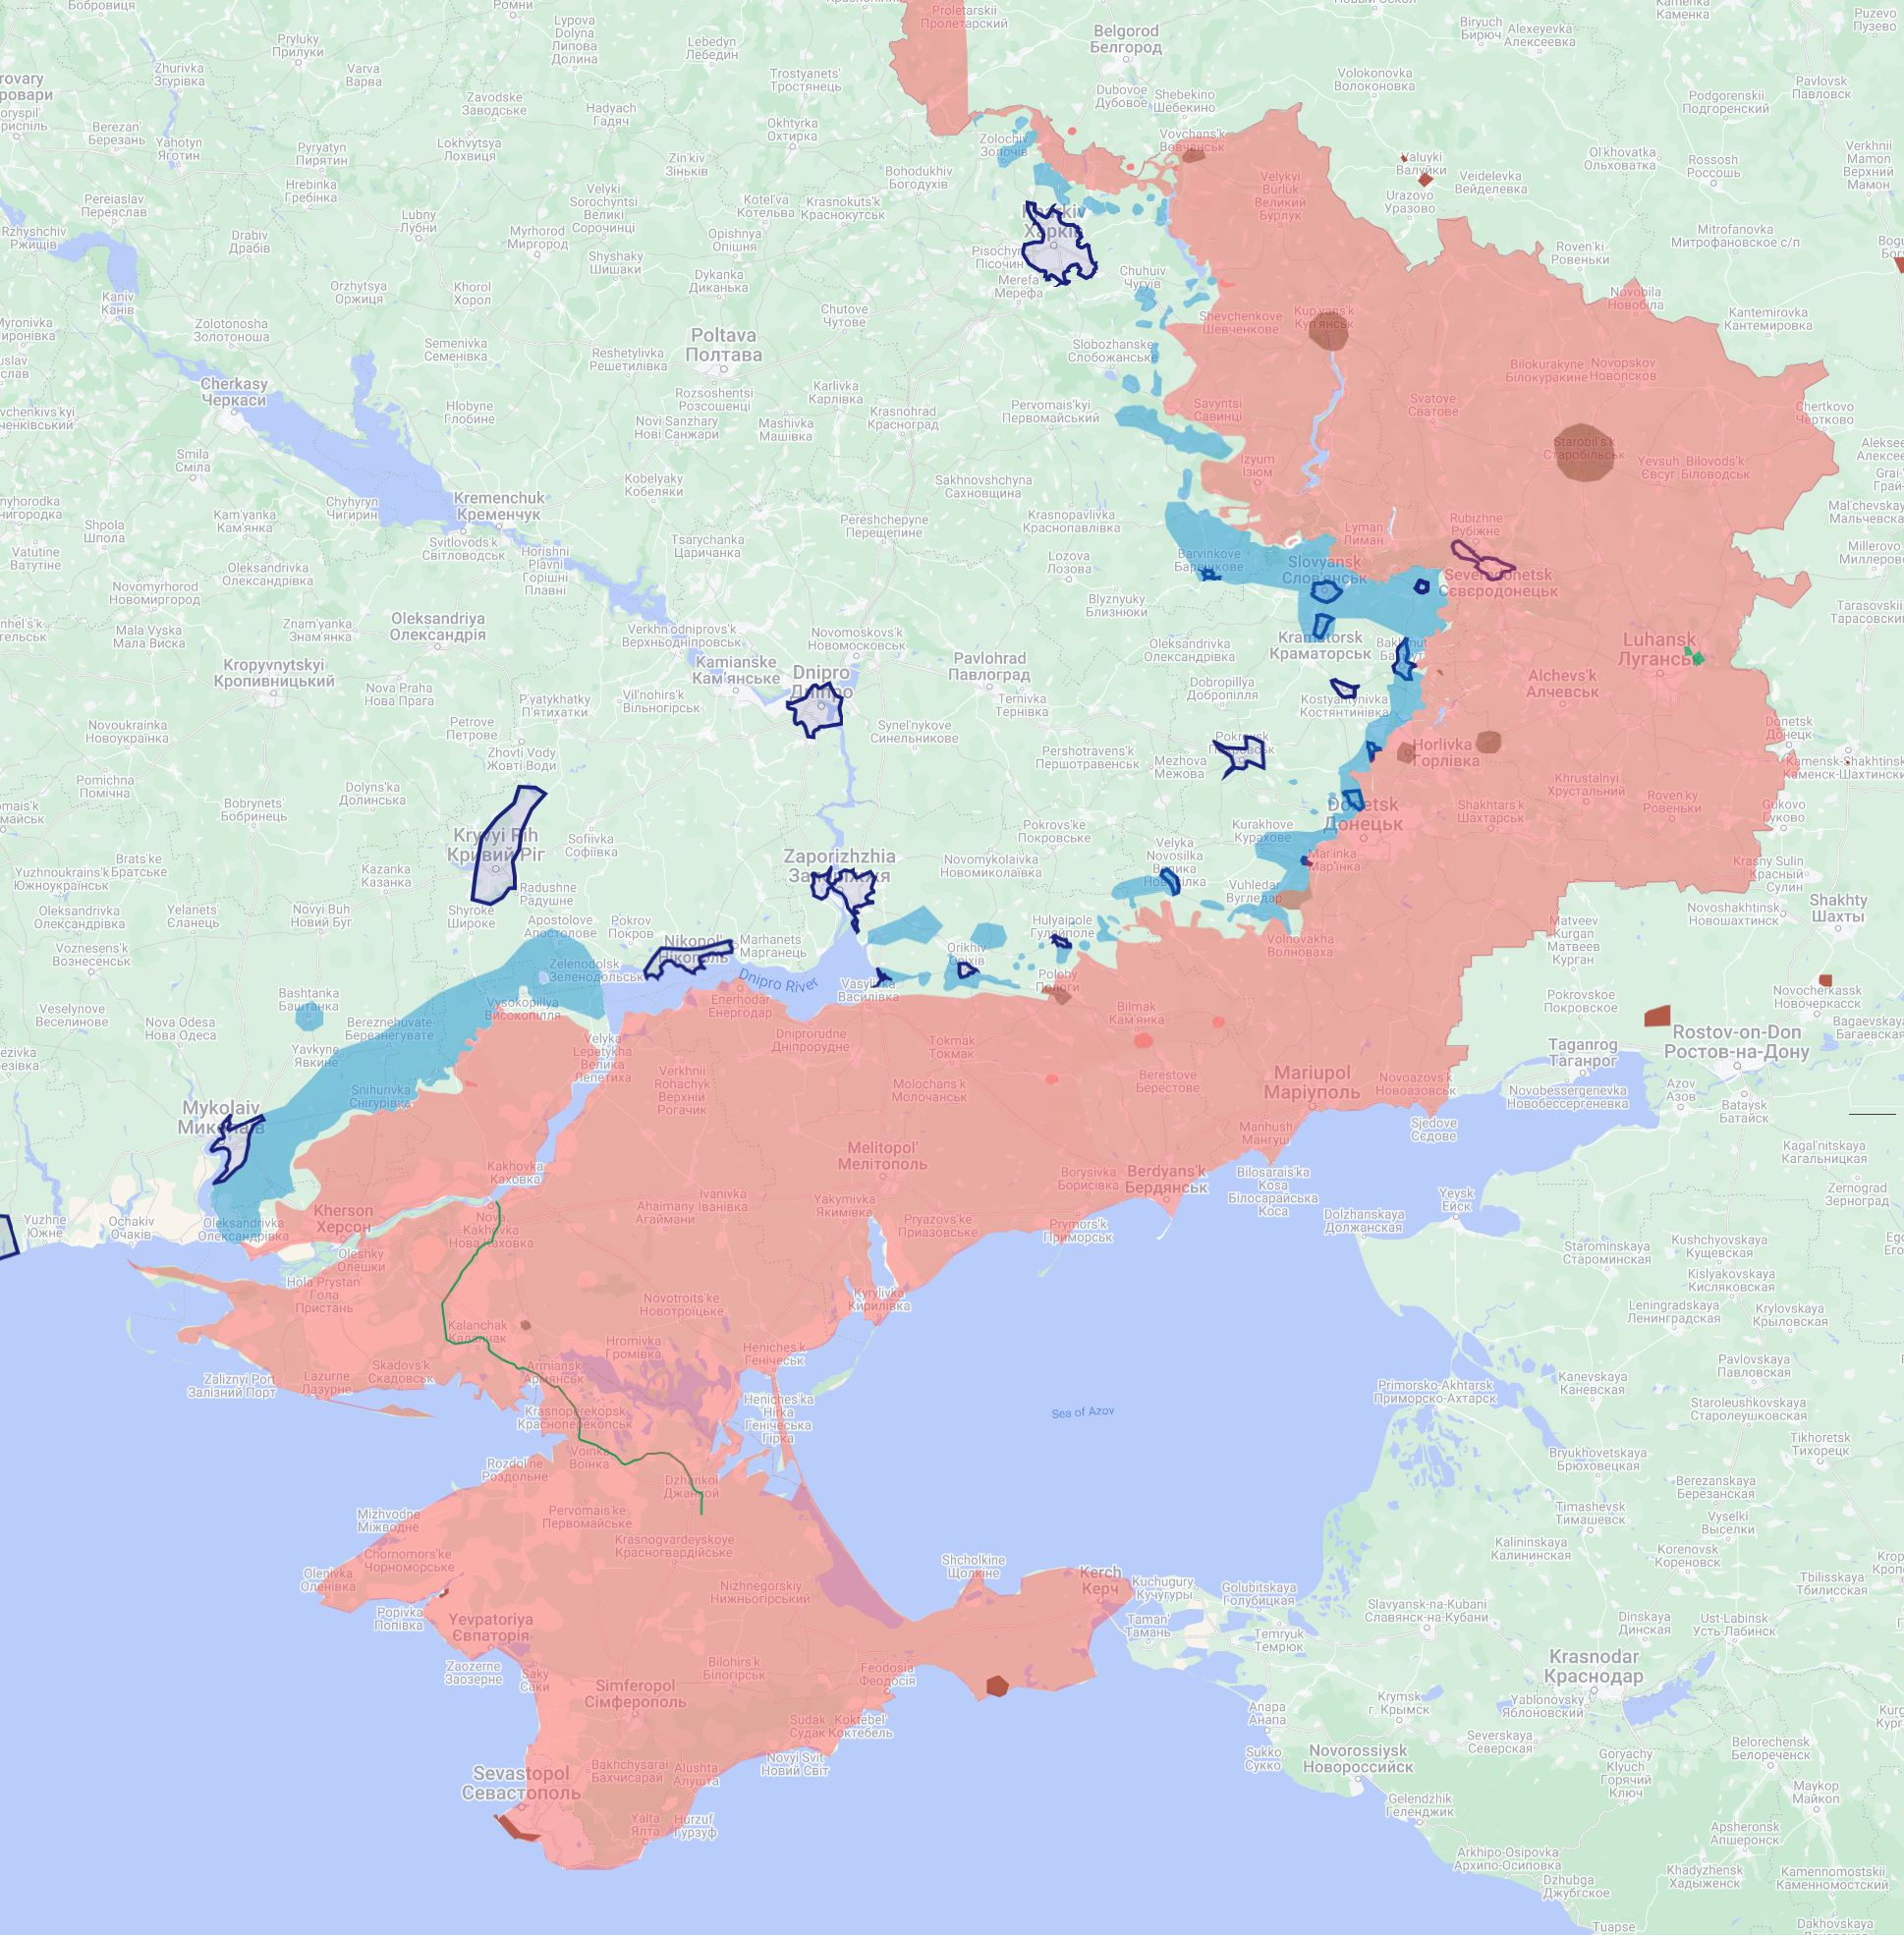 Proletarskii
Пролетарский
Belgorod
Белгород
Biryuch
Бирюч
Alexeyevka
Алексеевка
Kamenka
Каменка
Puzevo
Пузево
Бобровиця
Ромни
Pryluky
Прилуки
Lypova
Dolyna
Липова
Долина
Lebedyn
Лебедин
Zhurivka
Згурівка
Varva
Варва
Trostyanets'
Тростянець
Volokonovka
Волоконовка
Dubovoe
Дубовое
Shebekino
Шебекино
Pavlovsk
Павловск
Podgorenskii
Подгоренский
Zavodske
Заводське
Hadyach
Гадяч
Berezan'
Березань
Okhtyrka
Охтирка
Yahotyn
Яготин
Pyryatyn
Пирятин
Lokhvytsya
Лохвиця
Zin'kiv
Зіньків
Zolochiv
Золочів
Vovchans'k
Вовчанськ
Valuyki
Валуйки
Ol'khovatka
Ольховатка
Rossosh
Россошь
Verkhnii
Mamon
Верхний
Мамон
Bohodukhiv
Богодухів
Hrebinka
Гребінка
Velykyi
Burluk
Великий
Бурлук
Urazovo
Уразово
Veidelevka
Вейделевка
Pereiaslav
Переяслав
Velyki
Sorochyntsi
Великі
Сорочинці
Kotel'va
Котельва
Krasnokuts'k
Краснокутськ
Rzhyshchiv
Ржищів
Lubny
Лубни
Drabiv
Драбів
Myrhorod
Миргород
Opishnya
Опішня
Mitrofanovka
Митрофановка с/п
Roven'ki
Ровеньки
Shyshaky
Шишаки
Dykanka
Диканька
Merefa
Мерефа
Chuhuiv
Чугуїв
Kaniv
Канів
Orzhytsya
Оржиця
Khorol
Хорол
Novobila
Новобіла
Zolotonosha
Золотоноша
Chutove
Чутове
Shevchenkove
Шевченкове
Kupyans'k
Куп'янськ
Kantemirovka
Кантемировка
Semenivka
Семенівка
Poltava
Полтава
Reshetylivka
Решетилівка
Slobozhanske
Слобожанське
Bilokurakyne
Білокуракине
Novopskov
Новопсков
Cherkasy
Черкаси
Rozsoshentsi
Розсошенці
Karlivka
Карлівка
Hlobyne
Глобине
Novi Sanzhary
Нові Санжари
Mashivka
Машівка
Krasnohrad
Красноград
Pervomais'kyi
Первомайський
Savyntsi
Савинці
Svatove
Сватове
Chertkovo
Чертково
Starobil's'k
Старобільськ
Smila
Сміла
Izyum
Ізюм
Yevsuh
Євсуг
Bilovods'k
Біловодськ
Kobelyaky
Кобеляки
Sakhnovshchyna
Сахновщина
Chyhyryn
Чигирин
Kremenchuk
Кременчук
Kam'yanka
Кам'янка
Shpola
Шпола
Pereshchepyne
Перещепине
Krasnopavlivka
Краснопавлівка
Lyman
Лиман
Rubizhne
Рубіжне
Svitlovods'k
Світловодськ
Tsarychanka
Царичанка
Vatutine
Ватутіне
Horishni
Plavni
Горішні
Плавні
Oleksandrivka
Олександрівка
Barvinkove
Барвінкове
Lozova
Лозова
Slovyansk
Слов'янськ
Severodonetsk
Сєвєродонецьк
Novomyrhorod
Новомиргород
Blyznyuky
Близнюки
Oleksandriya
Олександрія
Znam'yanka
Знам'янка
Mala Vyska
Мала Виска
Verkhn'odniprovs'k
Верхньодніпровськ
Novomoskovs'k
Новомосковськ
Oleksandrivka
Олександрівка
Kramatorsk
Краматорськ
Luhansk
Луганськ
Kropyvnytskyi
Кропивницький
Kamianske
Кам'янське
Dnipro
Дніпро
Pavlohrad
Павлоград
Alchevs'k
Алчевськ
Nova Praha
Нова Прага
Pyatykhatky
П'ятихатки
Vil'nohirs'k
Вільногірськ
Ternivka
Тернівка
Dobropillya
Добропілля
Kostyantynivka
Костянтинівка
Novoukrainka
Новоукраїнка
Petrove
Петрове
Synel'nykove
Синельникове
Donetsk
Донецк
Zhovti Vody
Жовті Води
Pershotravens'k
Першотравенськ
Mezhova
Межова
Pokrovsk
Покровськ
Horlivka
Горлівка
Pomichna
Помічна
Dolyns'ka
Долинська
Khrustalnyi
Хрустальний
Bobrynets'
Бобринець
Donetsk
Донецьк
Shakhtars'k
Шахтарськ
Roven'ky
Ровеньки
Gukovo
Гуково
Kryvyi Rih
Кривий Ріг
Sofiivka
Софіївка
Pokrovs'ke
Покровське
Kurakhove
Курахове
Mar'inka
Мар'їнка
Zaporizhzhia
Novomykolaivka
Новомиколаївка
Velyka
Novosilka
Krasny Sulin
Красный
Сулин
Brats'ke
Братське
Kazanka
Казанка
Radushne
Радушне
Vuhledar
Вугледар
Oleksandrivka
Олександрівка
Yelanets
Єланець
Novyi Buh
Новий Буг
Shyroke
Широке
Apostolove
Апостолове
Pokrov
Покров
Nikopol'
Нікополь
Marhanets
Марганець
Hulyaipole
Гуляйполе
Volnovakha
Волноваха
Matveev
Kurgan
Матвеев
Курган
Novoshakhtinsk
Новошахтинск
Shakhty
Шахты
Voznesens'k
Вознесенськ
Zelenodolsk
Зеленодольськ
Orikhiv
Оріхів
Dnipro River
Vasylivka
Василівка
Polohy
Пологи
Bashtanka
Баштанка
Vysokopillya
Високопілля
Enerhodar
Енергодар
Bilmak
Кам'янка
Pokrovskoe
Покровское
Novocherkassk
Новочеркасск
Veselynove
Веселинове
Nova Odesa
Нова Одеса
Bereznehuvate
Березнегувате
Dniprorudne
Дніпрорудне
Tokmak
Токмак
Rostov-on-Don
Ростов-на-Дону
Taganrog
Таганрог
Bagaevskaya
Багаевская
Yavkyne
Явкине
Velyka
Lepetykha
Велика
Лепетиха
Verkhnii
Rohachyk
Верхній
Рогачик
Molochans'k
Молочанськ
Berestove
Берестове
Mariupol
Маріуполь
Novoazovs'k
Новоазовськ
Novobessergenevka
Новобессергеневка
Azov
Азов
Bataysk
Батайск
Snihurivka
Снігурівка
Mykolaiv
Миколаїв
Manhush
Мангуш
Sjedove
Сєдове
Kagal'nitskaya
Кагальницкая
Melitopol'
Мелітополь
Kakhovka
Каховка
Borysivka
Борисівка
Berdyans'k
Бердянськ
Bilosarais'ka
Kosa
Білосарайська
Коса
Yeysk
Ейск
Zernograd
Зерноград
Kherson
Херсон
Nova
Kakhovka
Нова Каховка
Ahaimany
Агаймани
Ivanivka
Іванівка
Yakymivka
Якимівка
Pryazovs'ke
Приазовське
Prymors'k
Приморськ
Dolzhanskaya
Должанская
Yuzhne
Южне
Ochakiv
Очаків
Oleksandrivka
Олександрівка
Oleshky
Олешки
Starominskaya
Староминская
Kushchyovskaya
Кущевская
Hola Prystan'
Гола
Пристань
Novotroits'ke
Новотроїцьке
Kyrylivka
Кирилівка
Kislyakovskaya
Кисляковская
Leningradskaya
Ленинградская
Krylovskaya
Крыловская
Kalanchak
Каланчак
Hromivka
Громівка
Heniches'k
Генічеськ
Zaliznyi Port
Залізний Порт
Lazurne
Лазурне
Skadovs'k
Скадовськ
Armiansk
Армянськ
Heniches'ka
Hirka
Генічеська
Гірка
Krasnoperekopsk
Красноперекопськ
Sea of Azov
Primorsko-Akhtarsk
Приморско-Ахтарск
Kanevskaya
Каневская
Pavlovskaya
Павловская
Staroleushkovskaya
Старолеушковская
Tikhoretsk
Тихорецк
Rozdol'ne
Роздольне
Voinka
Воїнка
Dzhankoi
Джанкой
Bryukhovetskaya
Брюховецкая
Berezanskaya
Березанская
Mizhvodne
Міжводне
Pervomais'ke
Первомайське
Krasnogvardeyskoye
Красногвардійське
Timashevsk
Тимашевск
Vyselki
Выселки
Kalininskaya
Калининская
Korenovsk
Кореновск
Chornomors'ke
Чорноморське
Olenivka
Оленівка
Nizhnegorskiy
Нижньогірський
Shcholkine
Щолкіне
Kerch
Керч
Kuchugury
Кучугуры
Golubitskaya
Голубицкая
Slavyansk-na-Kubani
Славянск-на-Кубани
Tbilisskaya
Тбилисская
Popivka
Попівка
Yevpatoriya
Євпаторія
Taman'
Тамань
Temryuk
Темрюк
Dinskaya
Динская
Ust-Labinsk
Усть-Лабинск
Zaozerne
Заозерне
Saky
Саки
Bilohirs'k
Білогірськ
Feodosia
Феодосія
Krasnodar
Краснодар
Simferopol
Сімферополь
Sudak
Судак
Koktebel'
Коктебель
Anapa
Анапа
Krymsk
г. Крымск
Yablonovsky
Яблоновский
Severskaya
Северская
Belorechensk
Белореченск
Novyi Svit
Новий Світ
Sukko
Сукко
Novorossiysk
Новороссийск
Goryachy
Klyuch
Горячий
Ключ
Maykop
Майкоп
Sevastopol
Севастополь
Bakhchysarai
Бахчисарай
Alushta
Алушта
Yalta
Ялта
Hurzuf
Гурзуф
Gelendzhik
Геленджик
Apsheronsk
Апшеронск
Arkhipo-Osipovka
Архипо-Осиповка
Khadyzhensk
Хадыженск
Kamennomostskii
Каменномостский
Dzhubga
Джубгское
Tuapse
Dakhovskaya